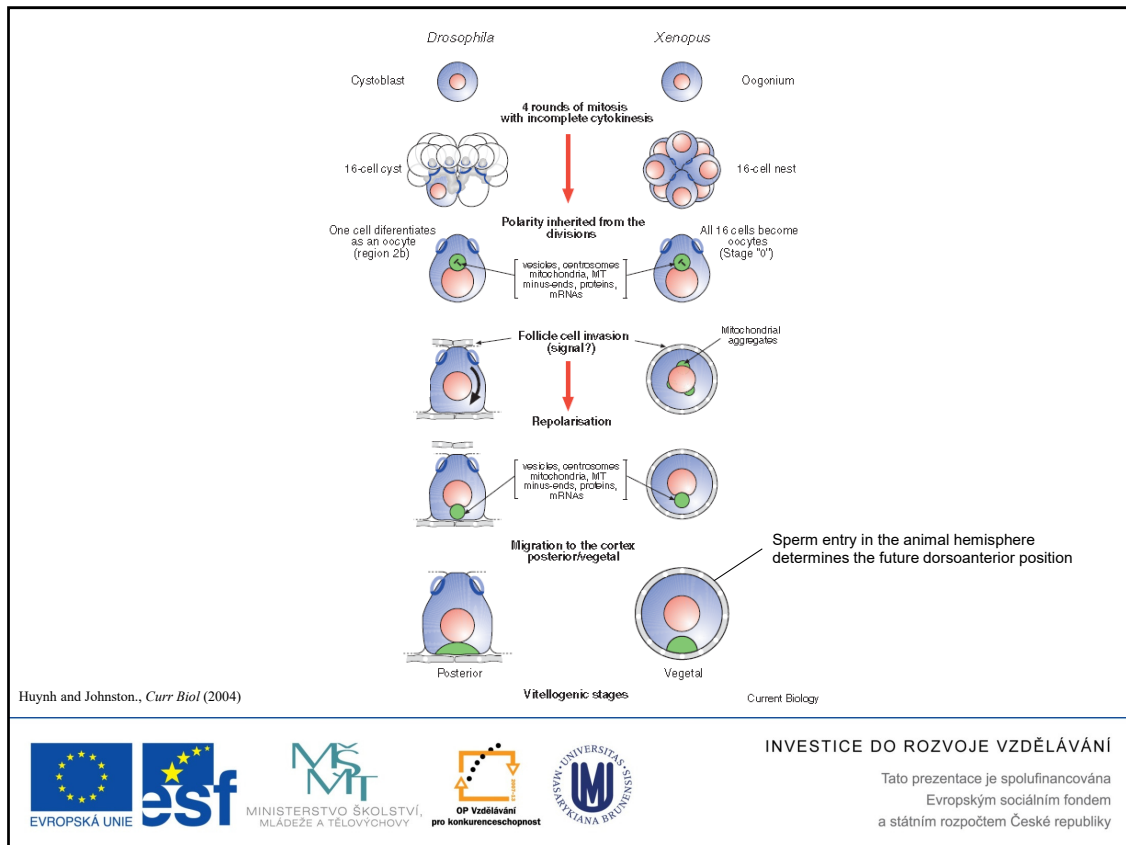 Drosophila
Xenopus
Cystoblast
Oogonium
4 rounds of mitosis
with incomplete cytokinesis
16-cell cyst
16-cell nest
Polarity inherited from the
divisions
One cell diferentiates
as an oocyte
(region 2b)
All 16 cells become
oocytes
(Stage "0")
vesicles, centrosomes
mitochondria, MT
minus-ends, proteins,
mRNAs
Follicle cell invasion
(signal?)
Mitochondrial
aggregates
Repolarisation
vesicles, centrosomes
mitochondria, MT
minus-ends, proteins,
mRNAs
Migration to the cortex
posterior/vegetal
Sperm entry in the animal hemisphere
determines the future dorsoanterior position
Posterior
Vegetal
Huynh and Johnston., Curr Biol (2004)
Vitellogenic stages
Current Biology
EVROPSKÁ UNIE
esf
MŠMT
MINISTERSTVO ŠKOLSTVÍ,
MLÁDEŽE A TĚLOVÝCHOVY
2007-13
OP Vzdělávání
pro konkurenceschopnost
UNIVERSITAS
MASARYKIANA BRUNENSIS
INVESTICE DO ROZVOJE VZDĚLÁVÁNÍ
Tato prezentace je spolufinancována
Evropským sociálním fondem
a státním rozpočtem České republiky